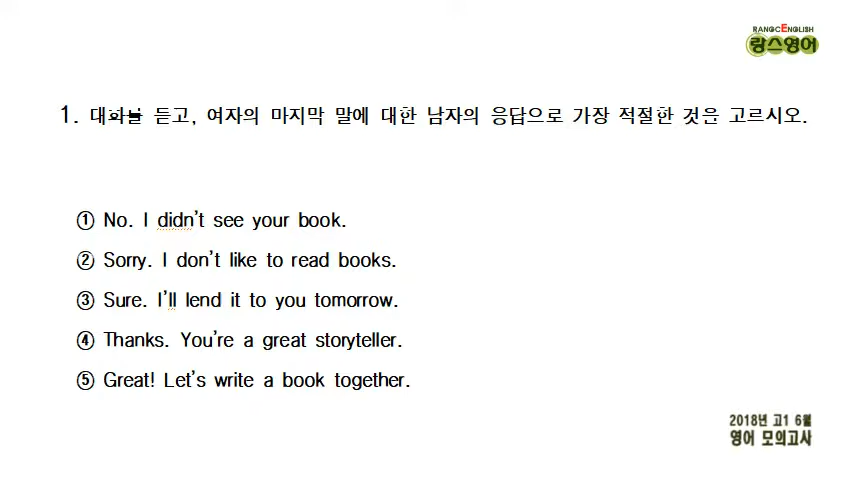 RANGCENGLISH
랑스영어
1. 대화를 듣고, 여자의 마지막 말에 대한 남자의 응답으로 가장 적절한 것은 고르시오.
① No. I didn't see your book.
② Sorry. I don't like to read books.
③ Sure. I'll lend it to you tomorrow.
④ Thanks. You're a great storyteller.
⑤ Great! Let's write a book together.
2018년 고1 6월
영어 모의고사